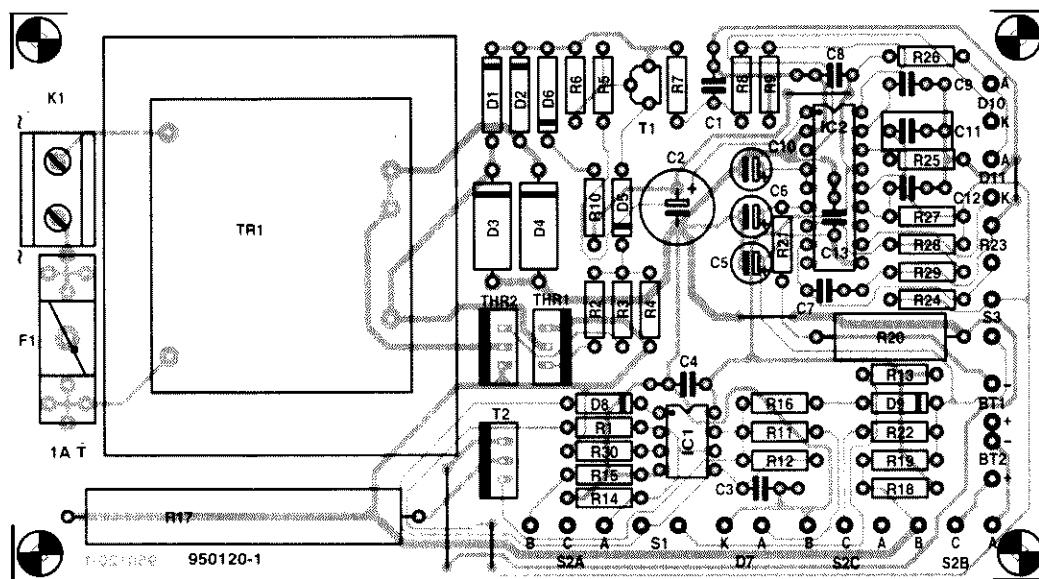 K1
~
~
F1
1A T
TR1
R17
950120-1
D1
D2
D6
R6
R5
T1
R7
C1
R8
R9
C8
IC2
R26
C9
A
D10
K
C11
R25
A
D11
K
C12
R27
R28
R23
R29
R24
S3
D3
D4
R10
D5
C2
+
C10
C6
C5
R21
C13
C7
THR2
THR1
R2
R3
R4
R20
C4
R13
D8
R1
R30
R15
R14
T2
IC1
R16
R11
R12
C3
D9
R22
R19
R18
-
BT1
+
-
BT2
+
B C A K A B C A B C A
S2A S1 D7 S2C S2B